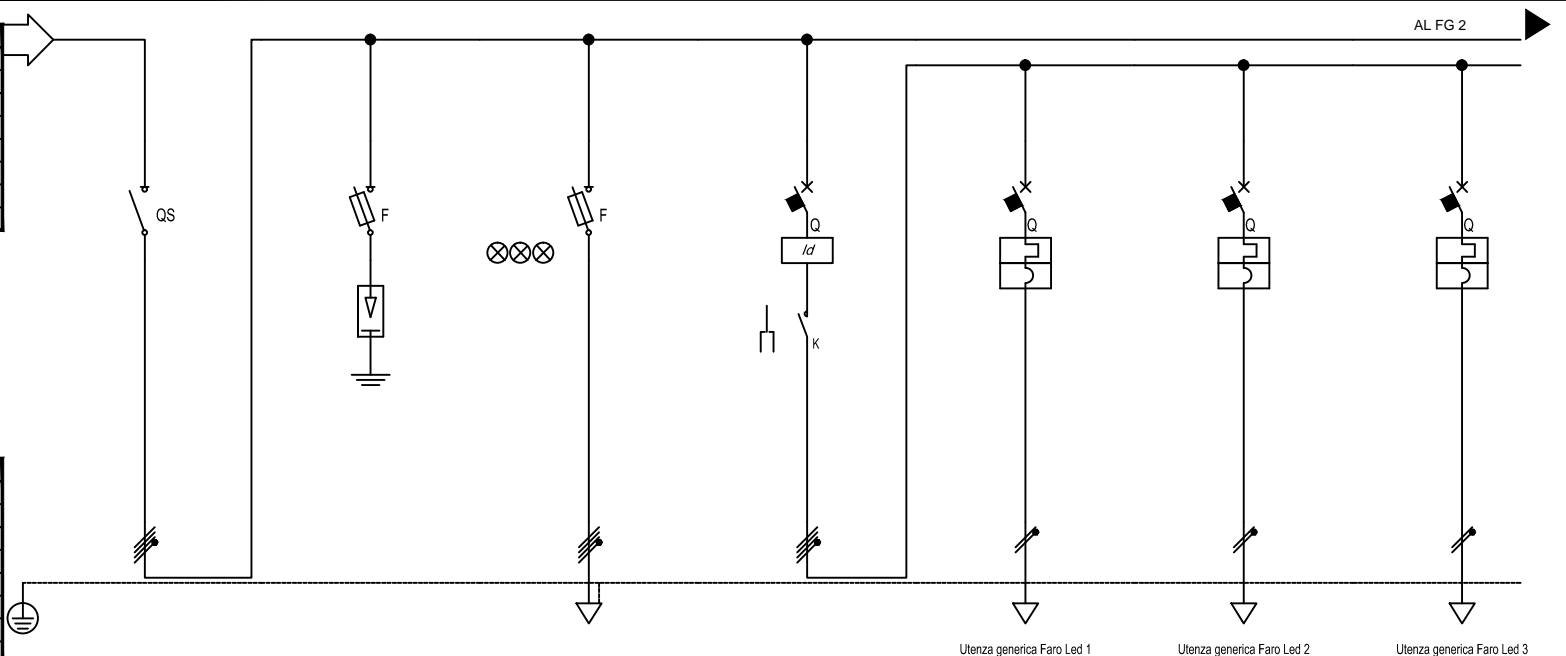 AL FG 2
QS
F
F
Q
Id
K
Q
Q
Q
Utenza generica Faro Led 1
Utenza generica Faro Led 2
Utenza generica Faro Led 3